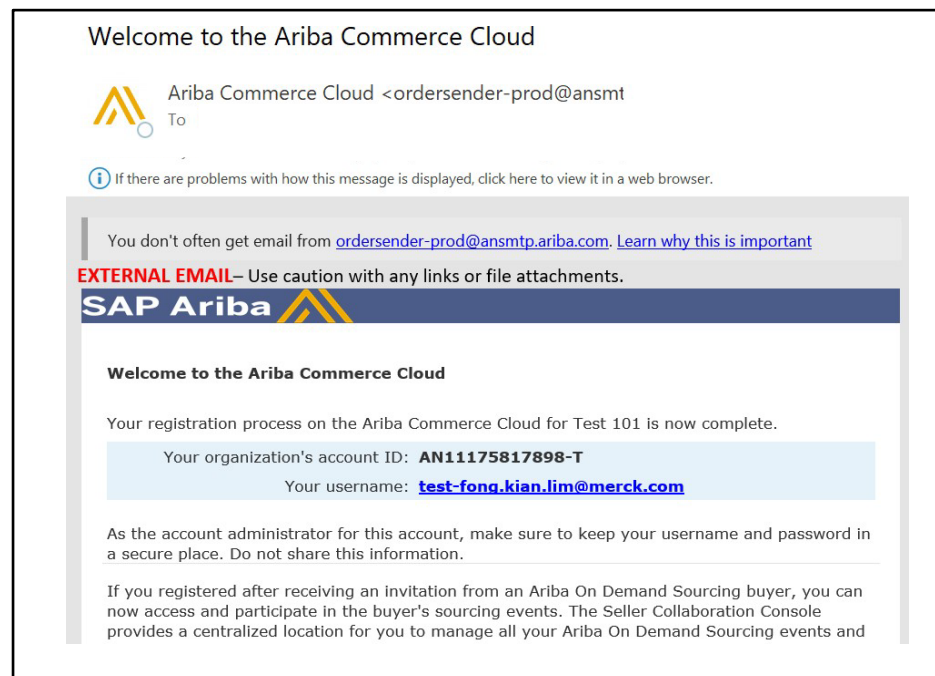 Welcome to the Ariba Commerce Cloud
Ariba Commerce Cloud <ordersender-prod@ansmt
To
If there are problems with how this message is displayed, click here to view it in a web browser.
You don't often get email from ordersender-prod@ansmtp.ariba.com. Learn why this is important
EXTERNAL EMAIL– Use caution with any links or file attachments.
SAP Ariba
Welcome to the Ariba Commerce Cloud
Your registration process on the Ariba Commerce Cloud for Test 101 is now complete.
Your organization's account ID: AN11175817898-T
Your username: test-fong.kian.lim@merck.com
As the account administrator for this account, make sure to keep your username and password in
a secure place. Do not share this information.
If you registered after receiving an invitation from an Ariba On Demand Sourcing buyer, you can
now access and participate in the buyer's sourcing events. The Seller Collaboration Console
provides a centralized location for you to manage all your Ariba On Demand Sourcing events and